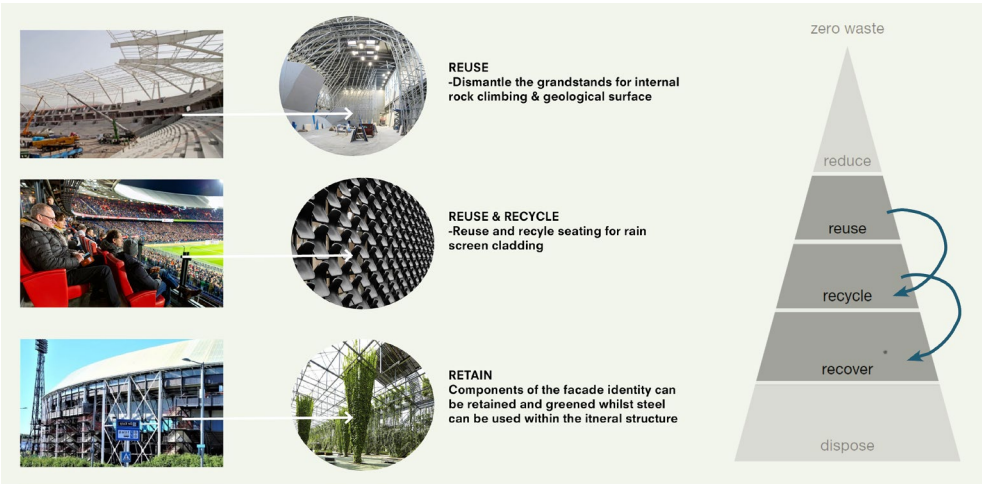 REUSE
-Dismantle the grandstands for internal
rock climbing & geological surface
REUSE & RECYCLE
-Reuse and recyle seating for rain
screen cladding
RETAIN
Components of the facade identity can
be retained and greened whilst steel
can be used within the itneral structure
zero waste
reduce
reuse
recycle
*
recover
dispose